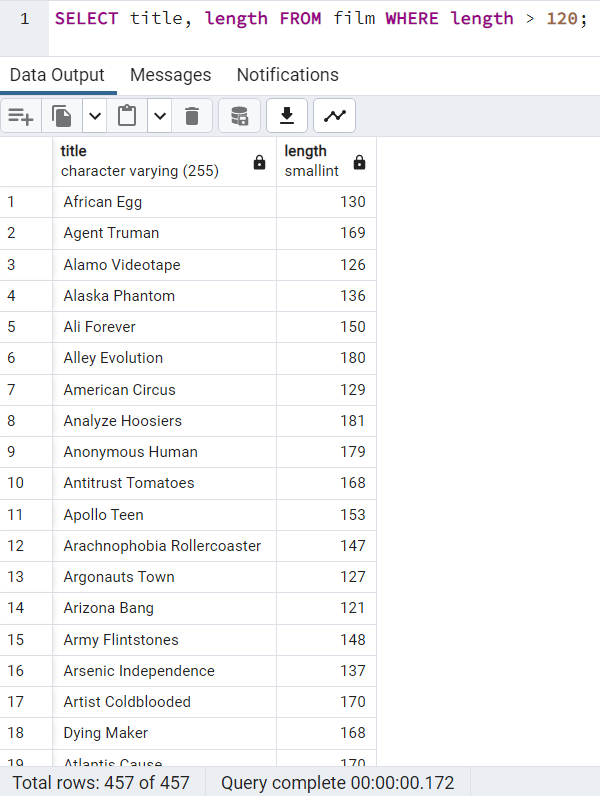 1 SELECT title, length FROM film WHERE length > 120;
Data Output Messages Notifications
title length
character varying (255) smallint
1 African Egg 130
2 Agent Truman 169
3 Alamo Videotape 126
4 Alaska Phantom 136
5 Ali Forever 150
6 Alley Evolution 180
7 American Circus 129
8 Analyze Hoosiers 181
9 Anonymous Human 179
10 Antitrust Tomatoes 168
11 Apollo Teen 153
12 Arachnophobia Rollercoaster 147
13 Argonauts Town 127
14 Arizona Bang 121
15 Army Flintstones 148
16 Arsenic Independence 137
17 Artist Coldblooded 170
18 Dying Maker 168
19 Atlantis Cause 170
Total rows: 457 of 457 Query complete 00:00:00.172